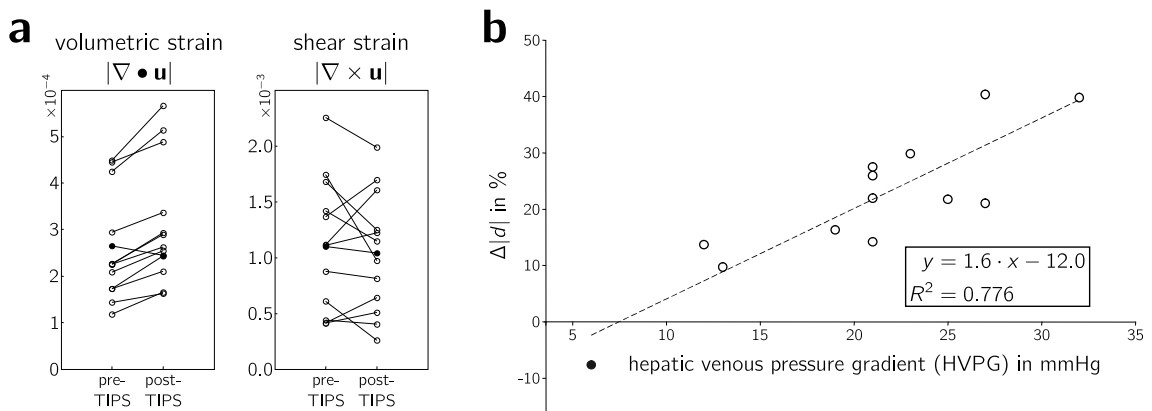 a
volumetric strain
|∇ • u|
×10⁻⁴
5
4
3
2
1
0
pre-
TIPS
post-
TIPS
shear strain
|∇ × u|
×10⁻³
2.0
1.5
1.0
0.5
0.0
pre-
TIPS
post-
TIPS
b
Δ|d| in %
50
40
30
20
10
0
-10
5 10 15 20 25 30 35
y = 1.6 · x − 12.0
R² = 0.776
hepatic venous pressure gradient (HVPG) in mmHg